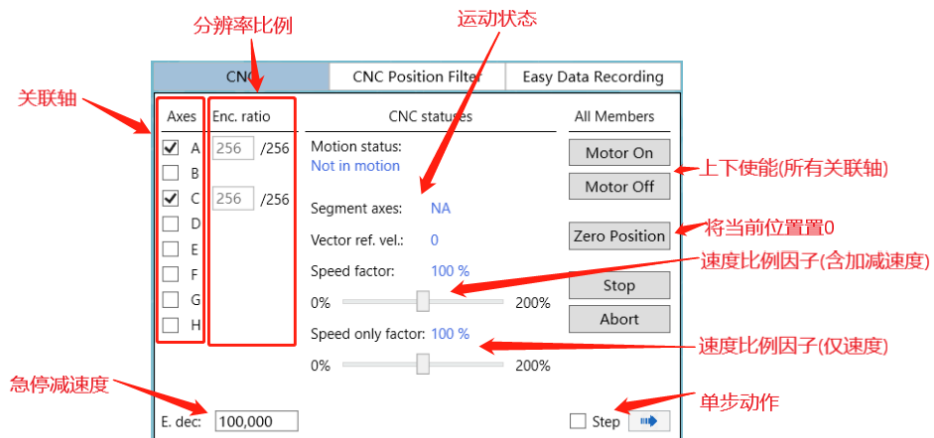 分辨率比例
运动状态
关联轴
CNC
CNC Position Filter
Easy Data Recording
Axes
Enc. ratio
CNC statuses
All Members
A
256 /256
Motion status:
Not in motion
Motor On
B
上下使能(所有关联轴)
Motor Off
C
256 /256
Segment axes: NA
D
Vector ref. vel.: 0
Zero Position
将当前位置置0
E
速度比例因子(含加减速度)
F
Speed factor: 100 %
Stop
G
0%
200%
Abort
H
Speed only factor: 100 %
速度比例因子(仅速度)
0%
200%
急停减速度
单步动作
E. dec: 100,000
Step